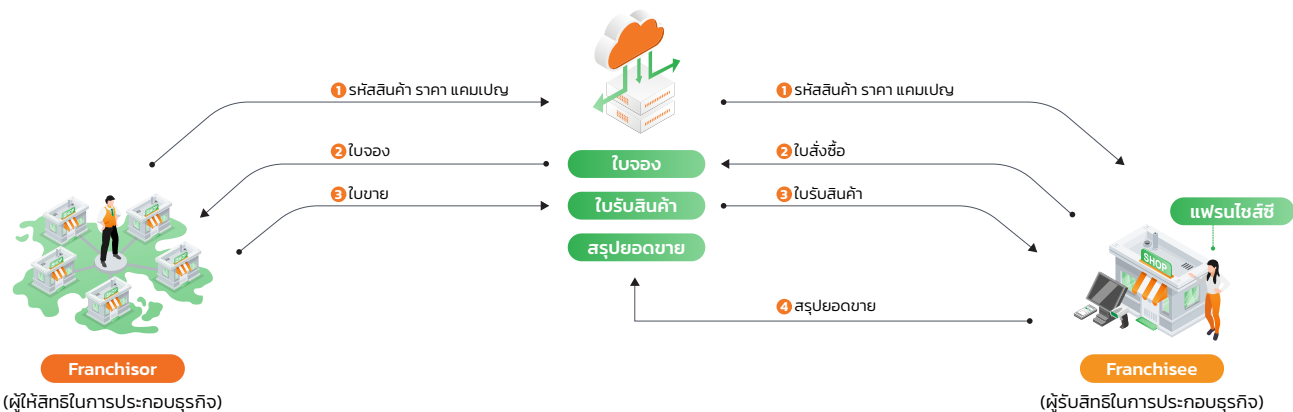 1 รหัสสินค้า ราคา แคมเปญ
1 รหัสสินค้า ราคา แคมเปญ
2 ใบจอง
ใบจอง
2 ใบสั่งซื้อ
3 ใบขาย
ใบรับสินค้า
3 ใบรับสินค้า
แฟรนไชส์ซี
สรุปยอดขาย
SHOP
SHOP
SHOP
SHOP
SHOP
SHOP
4 สรุปยอดขาย
Franchisor
(ผู้ให้สิทธิในการประกอบธุรกิจ)
Franchisee
(ผู้รับสิทธิในการประกอบธุรกิจ)